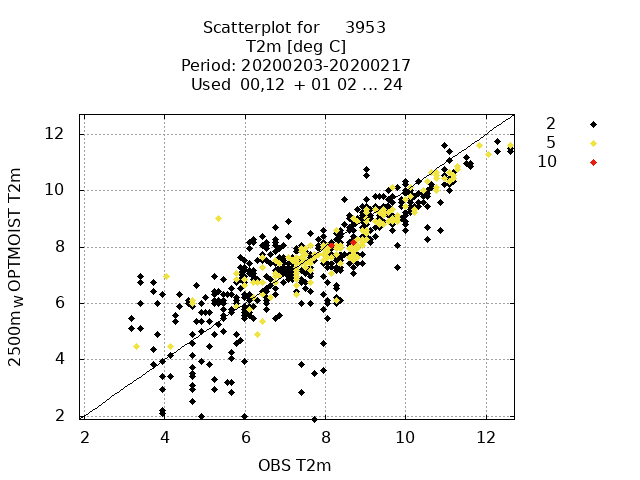 Scatterplot for 3953
T2m [deg C]
Period: 20200203-20200217
Used 00,12 + 01 02 ... 24
2
5
10
12
10
8
6
4
2
2500m W OPTMOIST T2m
2 4 6 8 10 12
OBS T2m